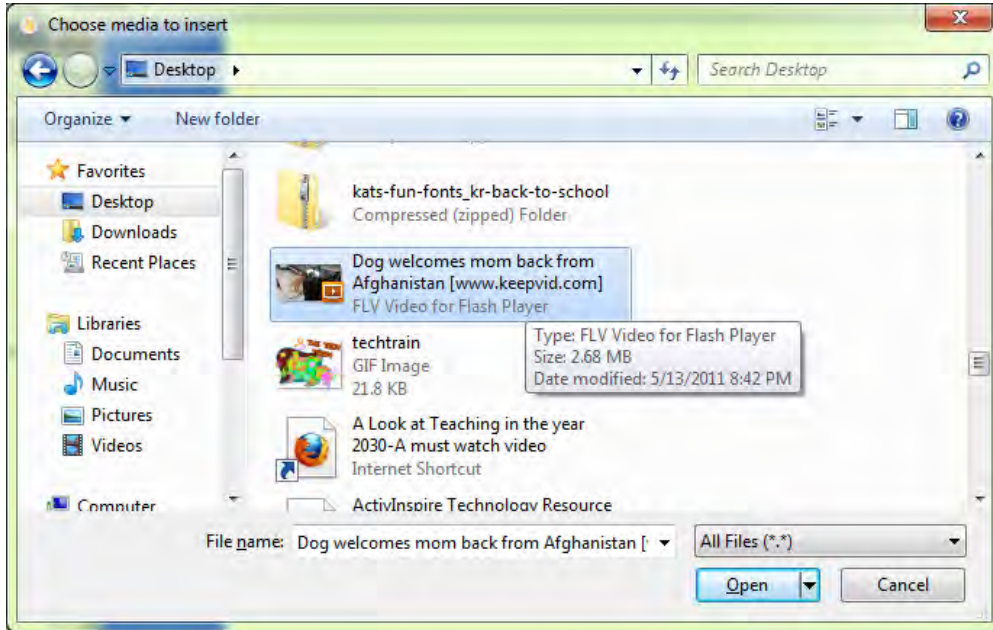 Choose media to insert
Desktop
Search Desktop
Organize
New folder
Favorites
Desktop
Downloads
Recent Places
Libraries
Documents
Music
Pictures
Videos
Computer
kats-fun-fonts_kr-back-to-school
Compressed (zipped) Folder
Dog welcomes mom back from
Afghanistan [www.keepvid.com]
FLV Video for Flash Player
Type: FLV Video for Flash Player
Size: 2.68 MB
Date modified: 5/13/2011 8:42 PM
techtrain
GIF Image
21.8 KB
A Look at Teaching in the year
2030-A must watch video
Internet Shortcut
ActivInspire Technology Resource
File name: Dog welcomes mom back from Afghanistan [
All Files (*.*)
Open
Cancel